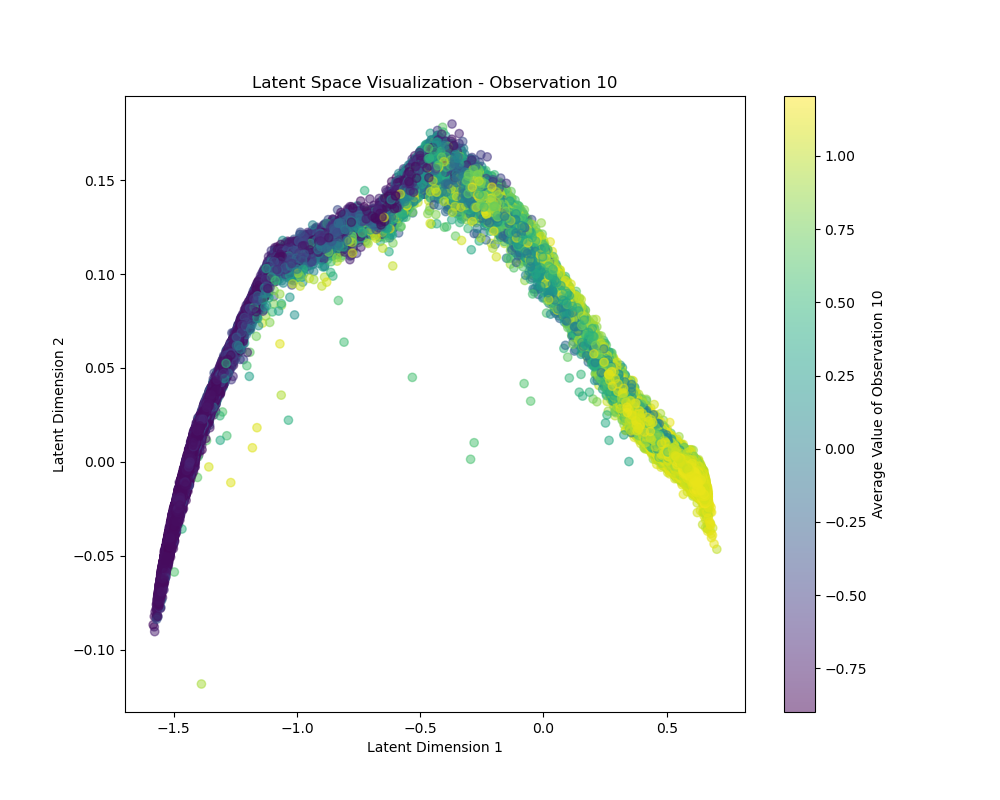 Latent Space Visualization - Observation 10
Latent Dimension 2
0.15
0.10
0.05
0.00
−0.05
−0.10
−1.5 −1.0 −0.5 0.0 0.5
Latent Dimension 1
1.00
0.75
0.50
0.25
0.00
−0.25
−0.50
−0.75
Average Value of Observation 10